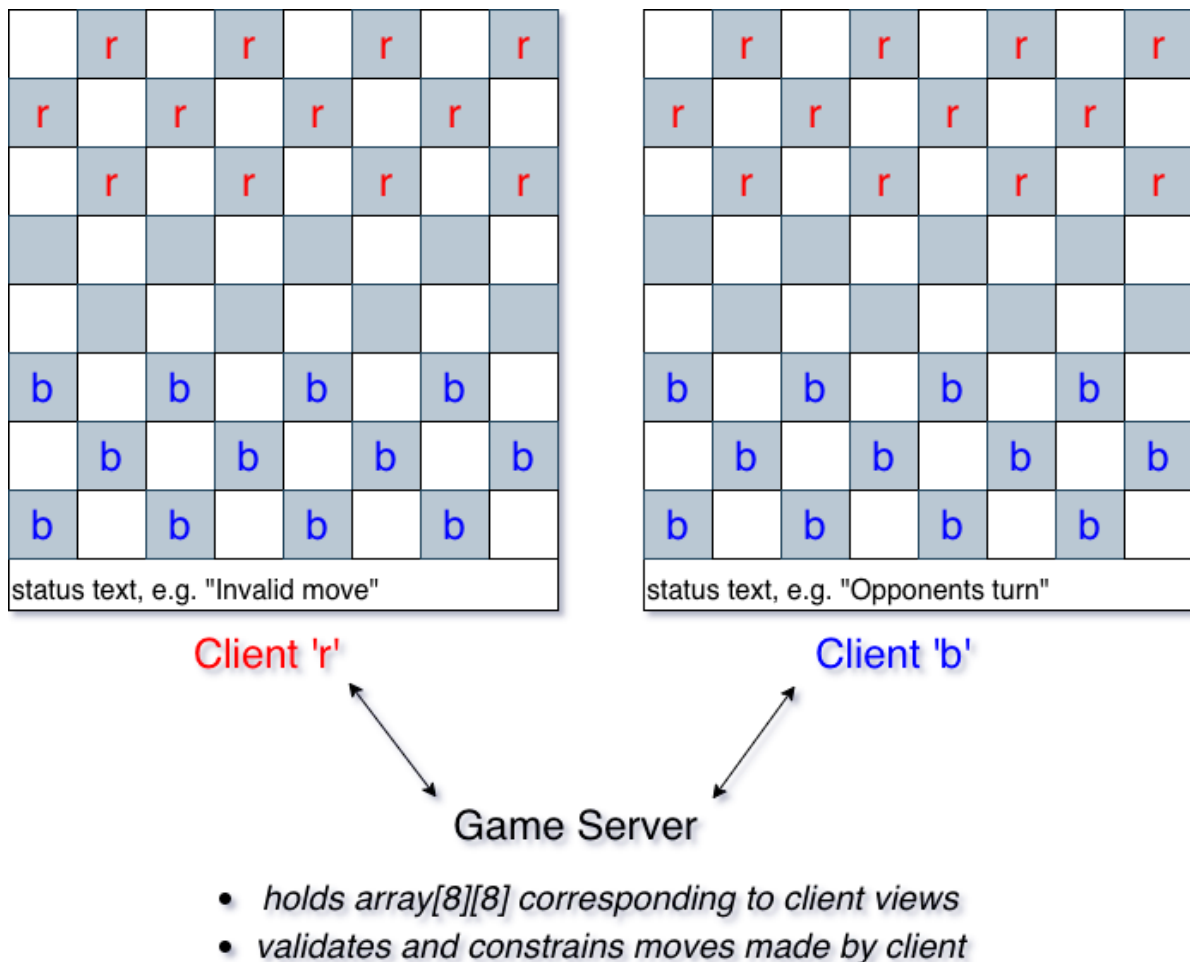 r r r r
r r r r
r r r r
b b b b
b b b b
b b b b
status text, e.g. "Invalid move"
Client 'r'
r r r r
r r r r
r r r r
b b b b
b b b b
b b b b
status text, e.g. "Opponents turn"
Client 'b'
Game Server
• holds array[8][8] corresponding to client views
• validates and constrains moves made by client